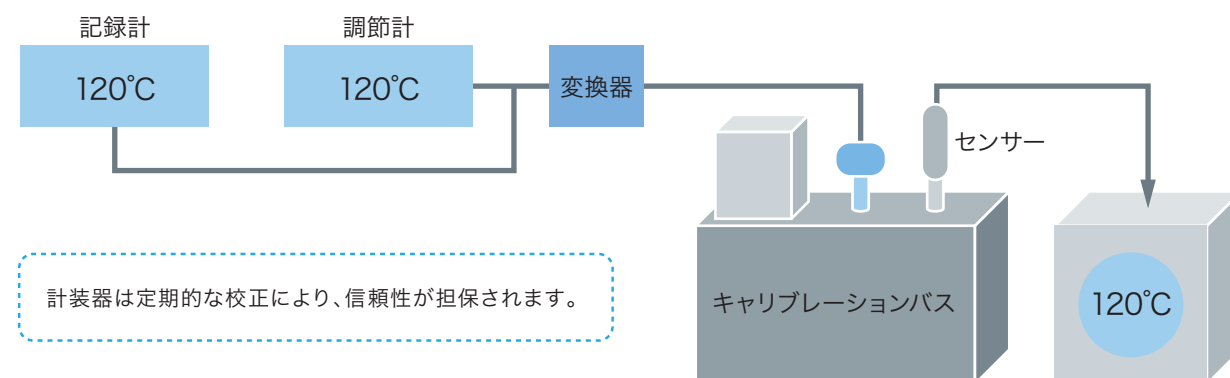 記録計
調節計
120℃
120℃
変換器
センサー
計装器は定期的な校正により、信頼性が担保されます。
キャリブレーションバス
120℃